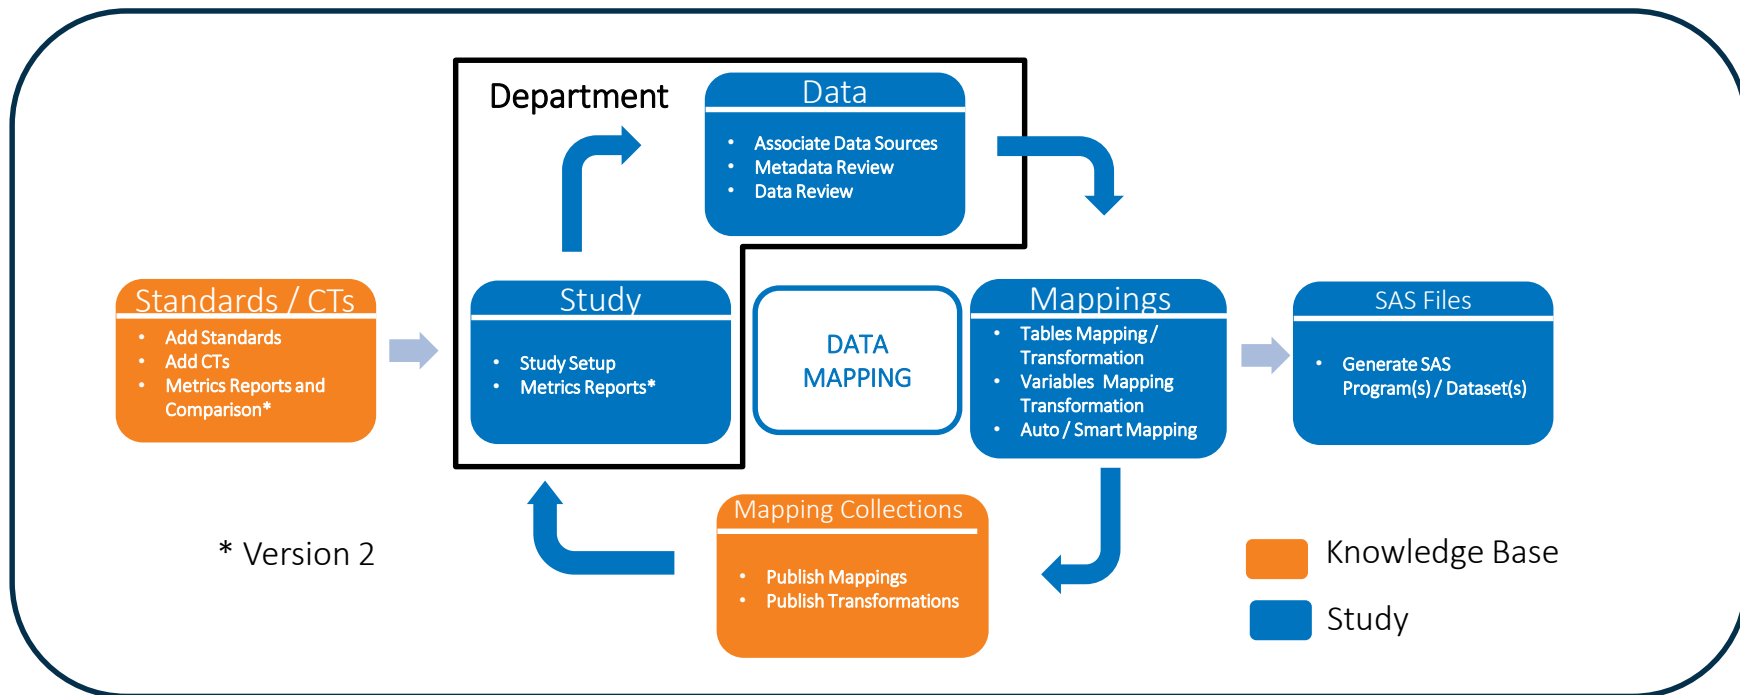 Department
Data
• Associate Data Sources
• Metadata Review
• Data Review
Standards / CTs
• Add Standards
• Add CTs
• Metrics Reports and
Comparison*
Study
• Study Setup
• Metrics Reports*
DATA
MAPPING
Mappings
• Tables Mapping /
Transformation
• Variables Mapping
Transformation
• Auto / Smart Mapping
SAS Files
• Generate SAS
Program(s) / Dataset(s)
Mapping Collections
• Publish Mappings
• Publish Transformations
* Version 2
Knowledge Base
Study